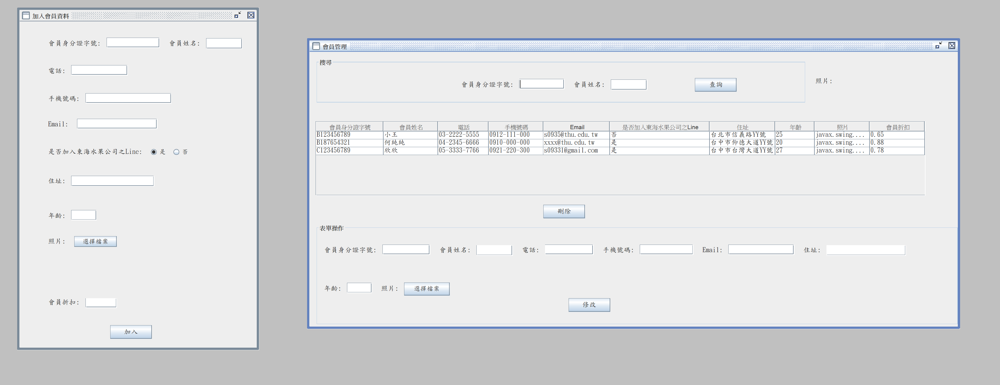 加入會員資料
會員身分證字號: 會員姓名:
電話:
手機號碼:
Email:
是否加入東海水果公司之Line: 是 否
住址:
年齡:
照片: 選擇檔案
會員折扣:
加入
會員管理
搜尋
會員身分證字號: 會員姓名: 查詢
照片:
會員身分證字號 會員姓名 電話 手機號碼 Email 是否加入東海水果公司之Line 住址 年齡 照片 會員折扣
B123456789 小王 03-2222-5555 0912-111-000 s0935@thu.edu.tw 否 台北市信義路YY號 25 javax.swing.... 0.65
B187654321 何純純 04-2345-6666 0910-000-000 xxxx@thu.edu.tw 是 台中市仰德大道YY號 20 javax.swing.... 0.88
C123456789 欣欣 05-3333-7766 0921-220-300 s09331@gmail.com 是 台中市台灣大道YY號 27 javax.swing.... 0.78
刪除
表單操作
會員身分證字號: 會員姓名: 電話: 手機號碼: Email: 住址:
年齡: 照片: 選擇檔案
修改